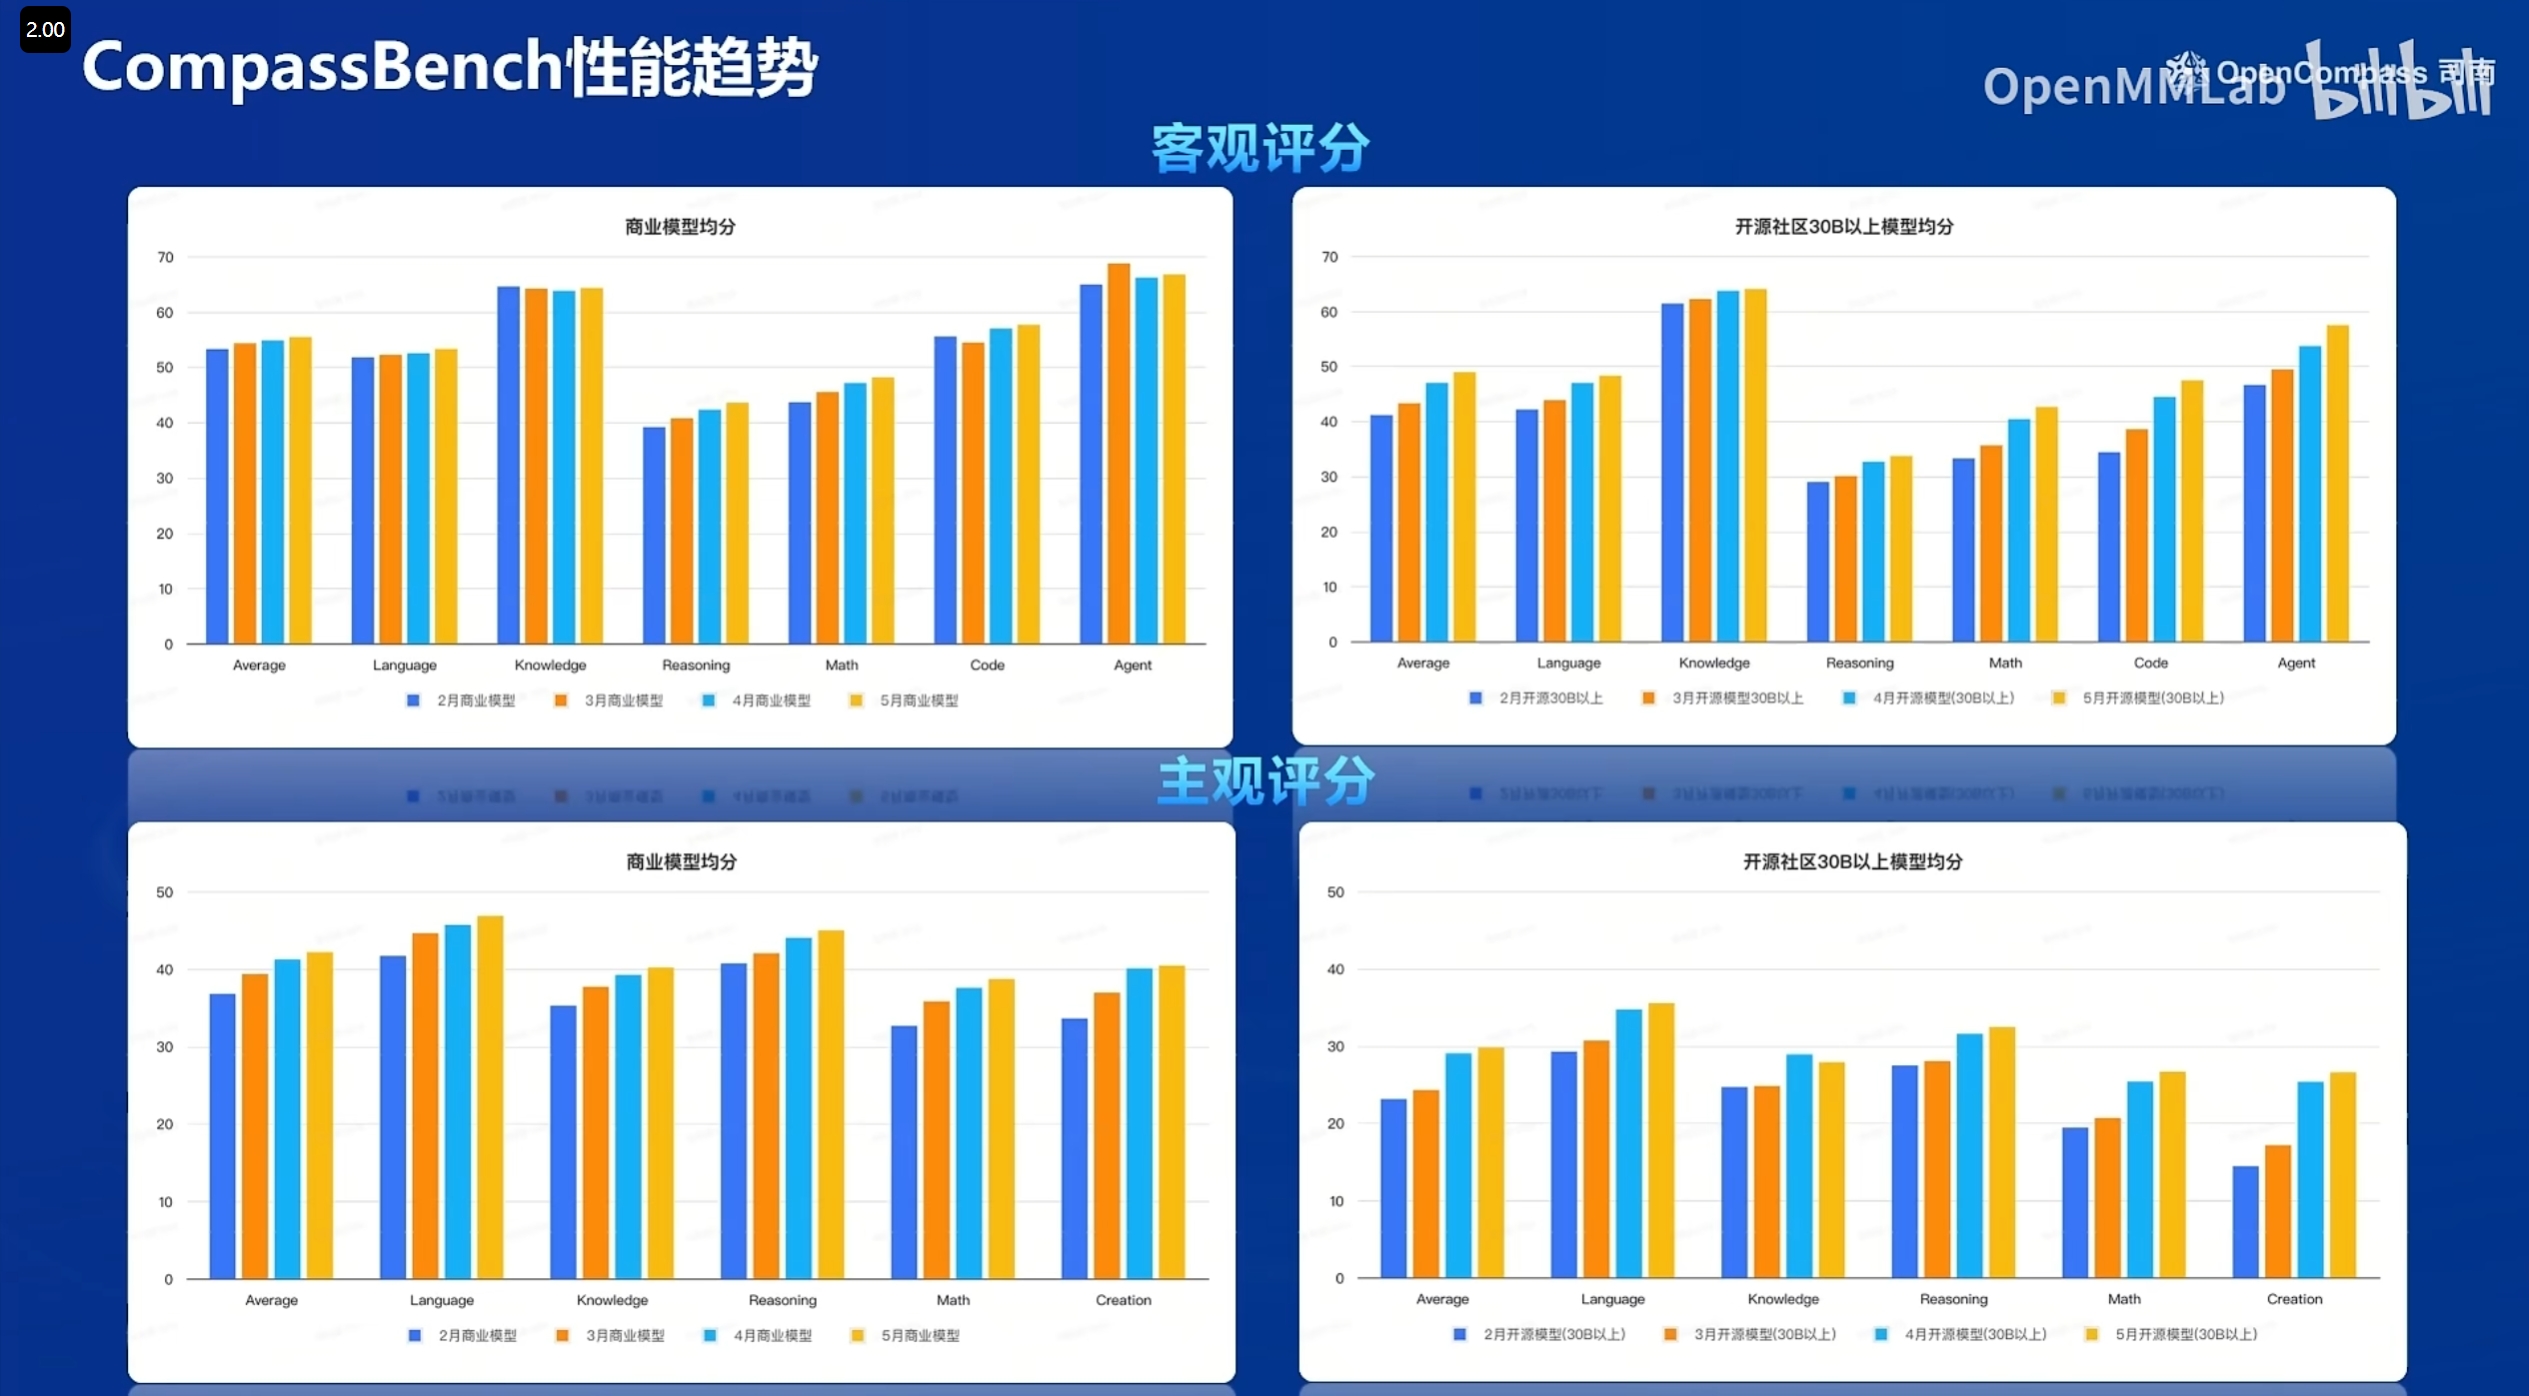 2.00
CompassBench性能趋势
OpenMMLab
OpenCompass 司南
bilibili
客观评分
商业模型均分
70
60
50
40
30
20
10
0
Average Language Knowledge Reasoning Math Code Agent
2月商业模型 3月商业模型 4月商业模型 5月商业模型
开源社区30B以上模型均分
70
60
50
40
30
20
10
0
Average Language Knowledge Reasoning Math Code Agent
2月开源30B以上 3月开源模型30B以上 4月开源模型(30B以上) 5月开源模型(30B以上)
主观评分
商业模型均分
50
40
30
20
10
0
Average Language Knowledge Reasoning Math Creation
2月商业模型 3月商业模型 4月商业模型 5月商业模型
开源社区30B以上模型均分
50
40
30
20
10
0
Average Language Knowledge Reasoning Math Creation
2月开源模型(30B以上) 3月开源模型(30B以上) 4月开源模型(30B以上) 5月开源模型(30B以上)